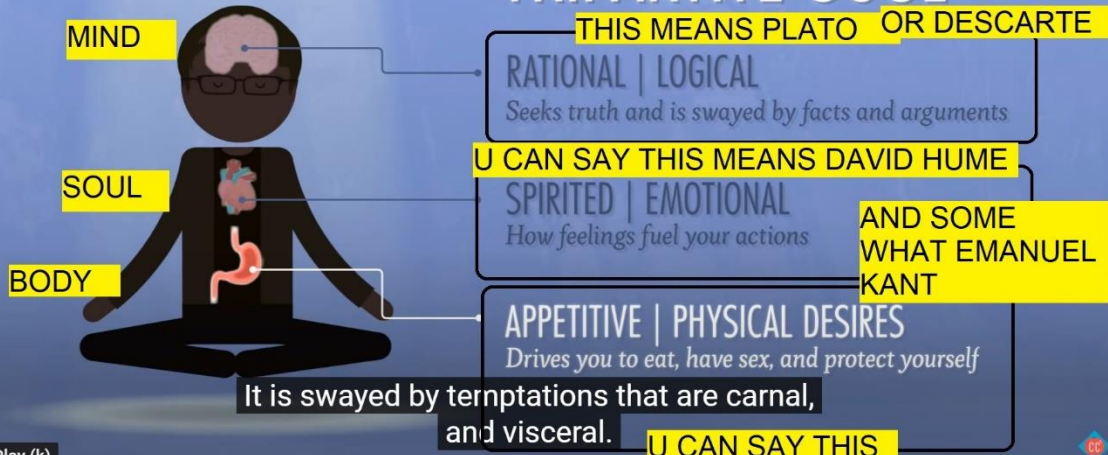 THIS MEANS PLATO OR DESCARTE
MIND
RATIONAL | LOGICAL
Seeks truth and is swayed by facts and arguments
U CAN SAY THIS MEANS DAVID HUME
SOUL
SPIRITED | EMOTIONAL
How feelings fuel your actions
AND SOME
WHAT EMANUEL
KANT
BODY
APPETITIVE | PHYSICAL DESIRES
Drives you to eat, have sex, and protect yourself
It is swayed by temptations that are carnal,
and visceral.
U CAN SAY THIS
CC